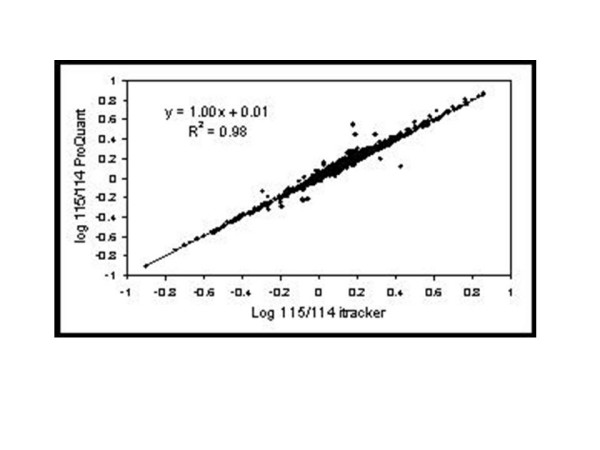 y = 1.00x + 0.01
R² = 0.98
log 115/114 ProQuant
1
0.8
0.6
0.4
0.2
0
-0.2
-0.4
-0.6
-0.8
-1
-1 -0.8 -0.6 -0.4 -0.2 0 0.2 0.4 0.6 0.8 1
Log 115/114 itracker